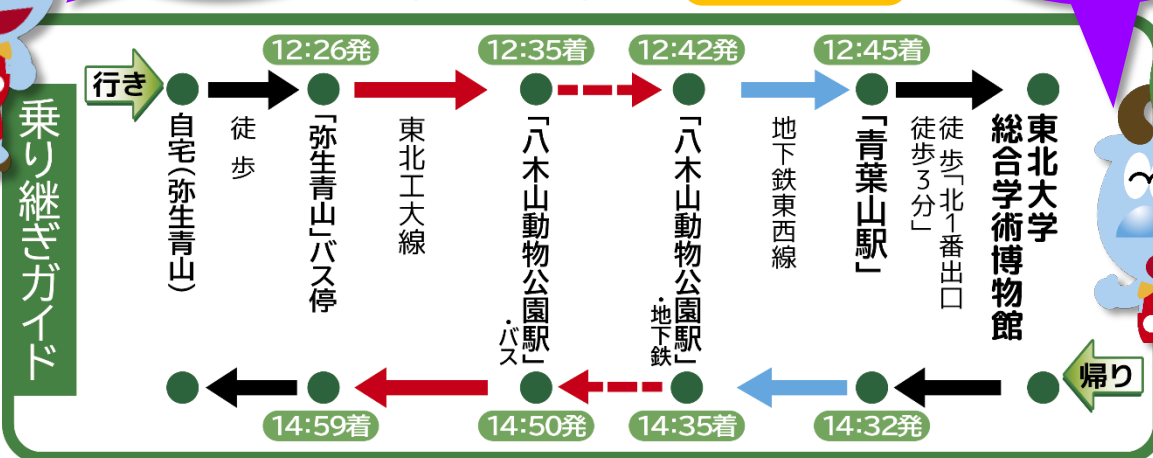 乗り継ぎガイド
行き
12:26発
12:35着
12:42発
12:45着
自宅(弥生青山)
徒歩
「弥生青山」バス停
東北工大線
「八木山動物公園駅」
・バス
「八木山動物公園駅」
・地下鉄
地下鉄東西線
「青葉山駅」
徒歩「北1番出口
徒歩3分」
東北大学
総合学術博物館
帰り
14:59着
14:50発
14:35着
14:32発